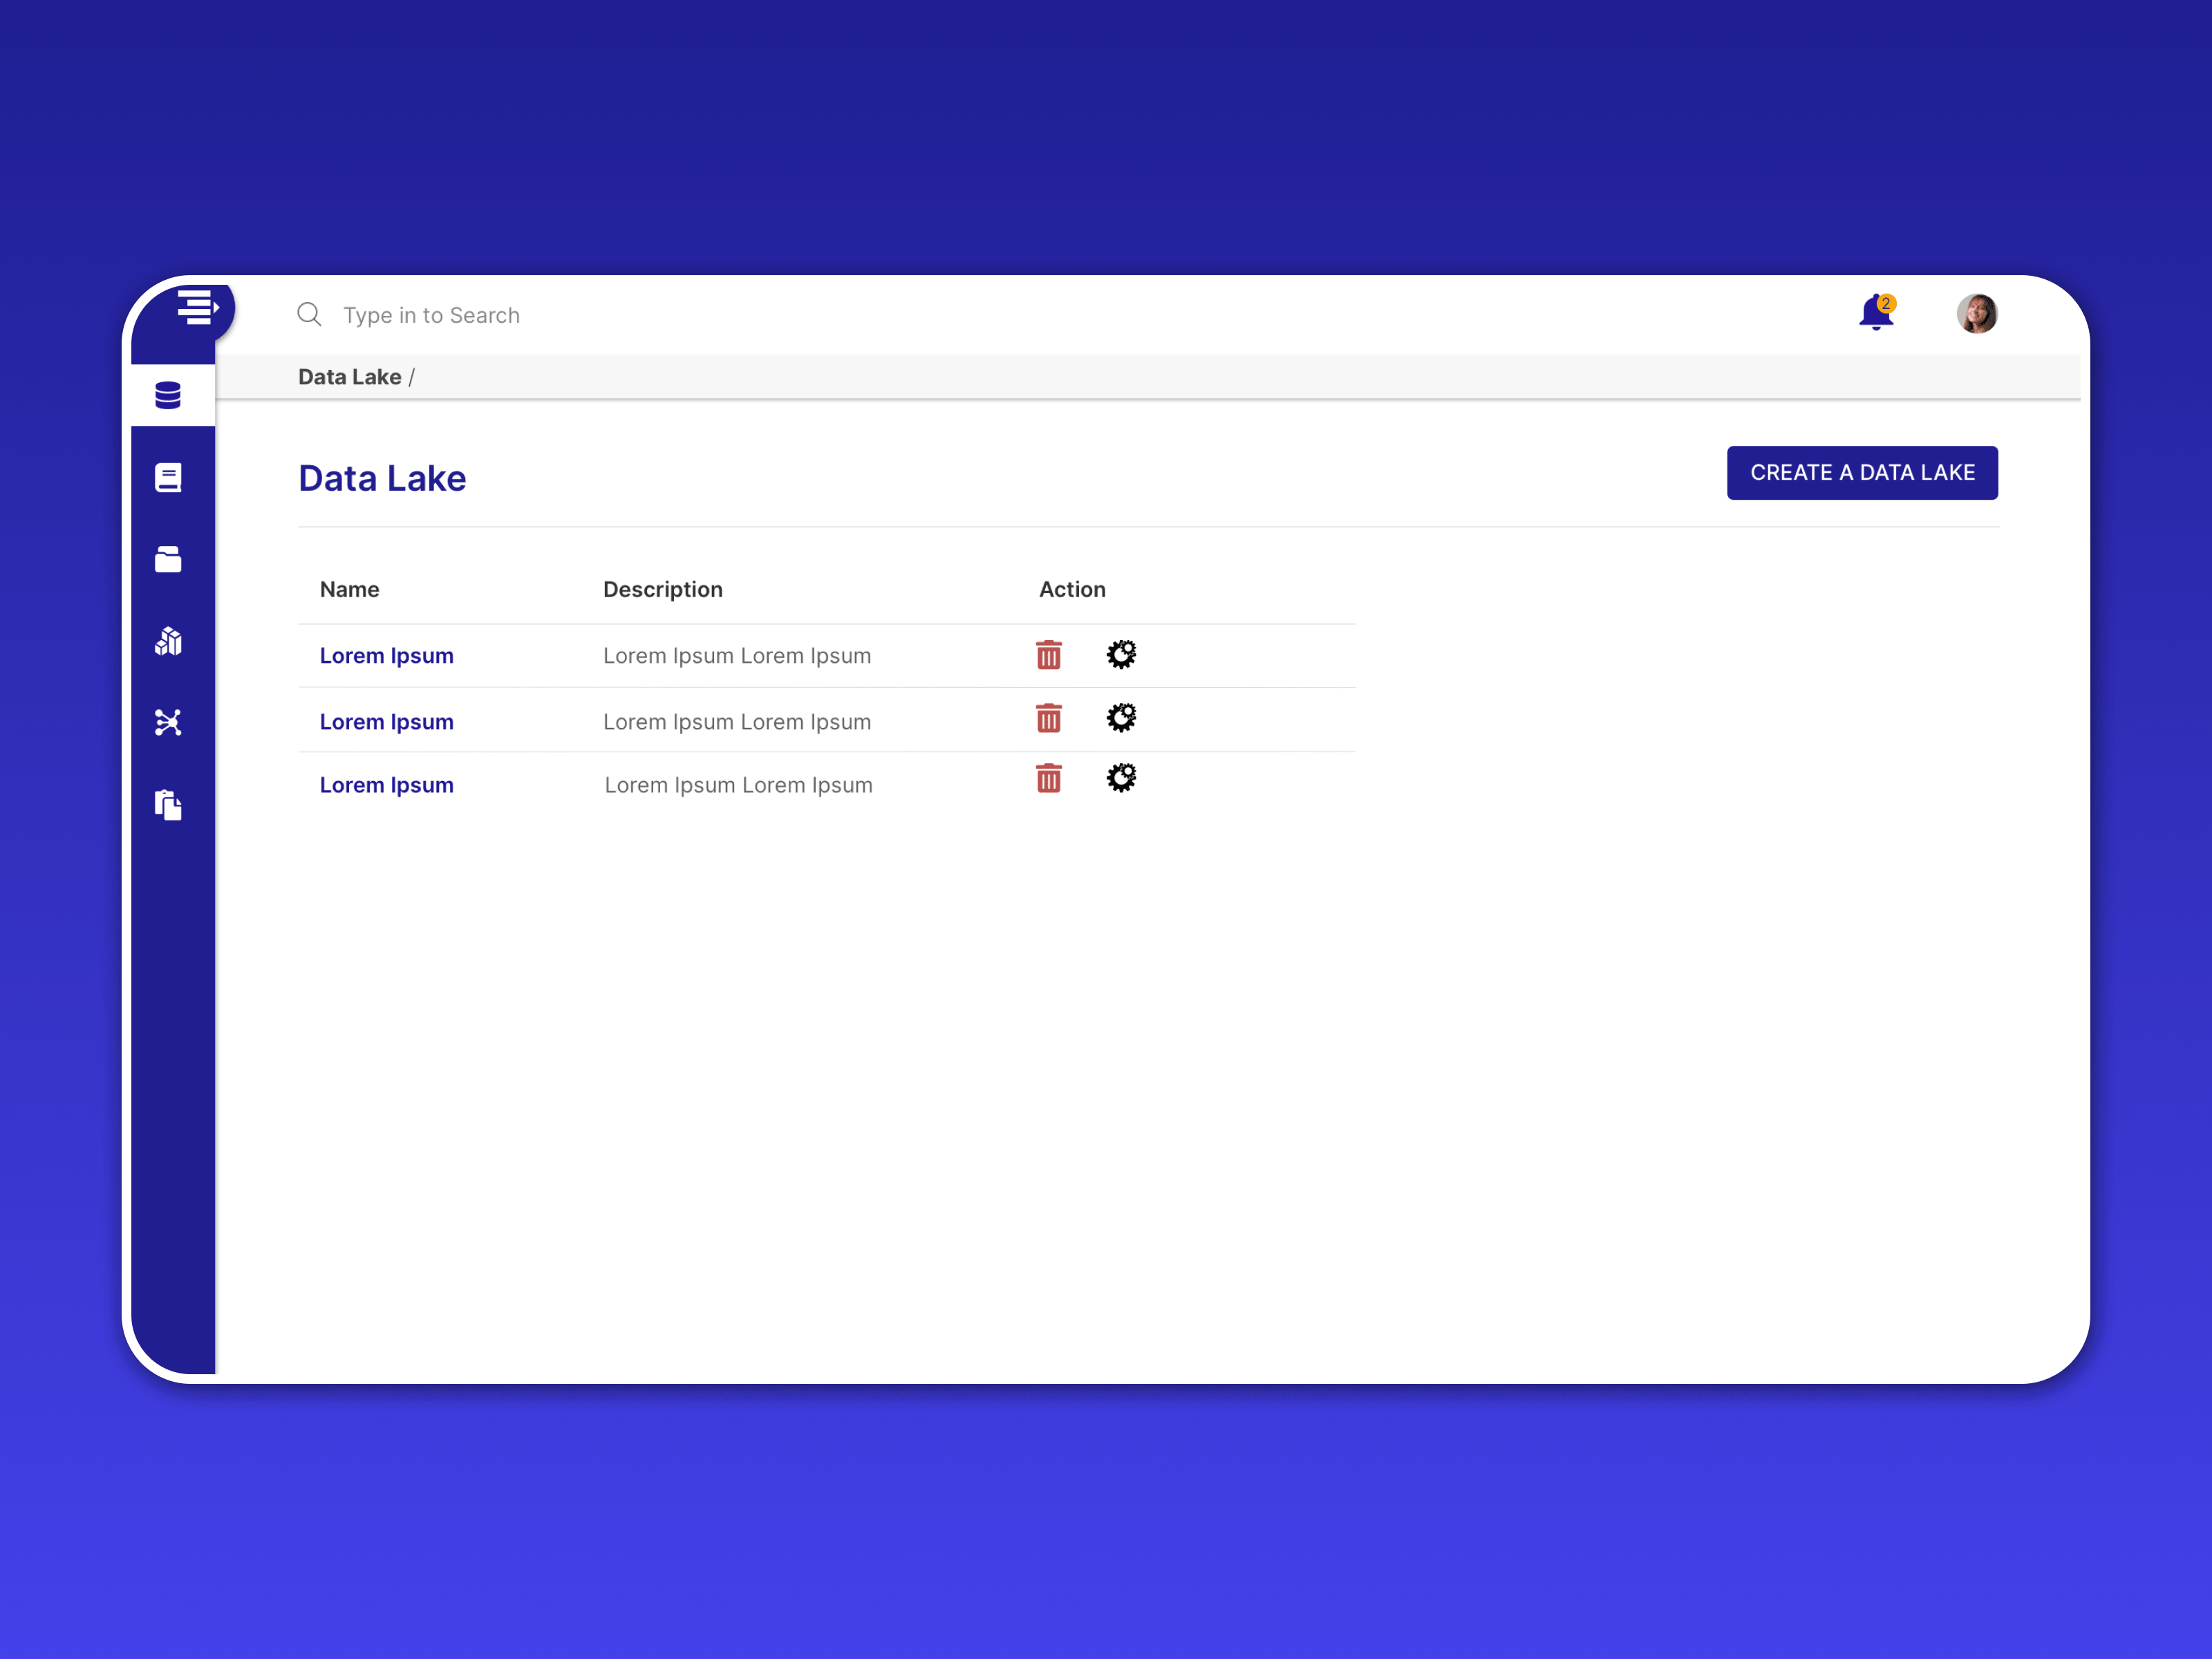 Type in to Search
2
Data Lake /
Data Lake
CREATE A DATA LAKE
Name Description Action
Lorem Ipsum Lorem Ipsum Lorem Ipsum
Lorem Ipsum Lorem Ipsum Lorem Ipsum
Lorem Ipsum Lorem Ipsum Lorem Ipsum